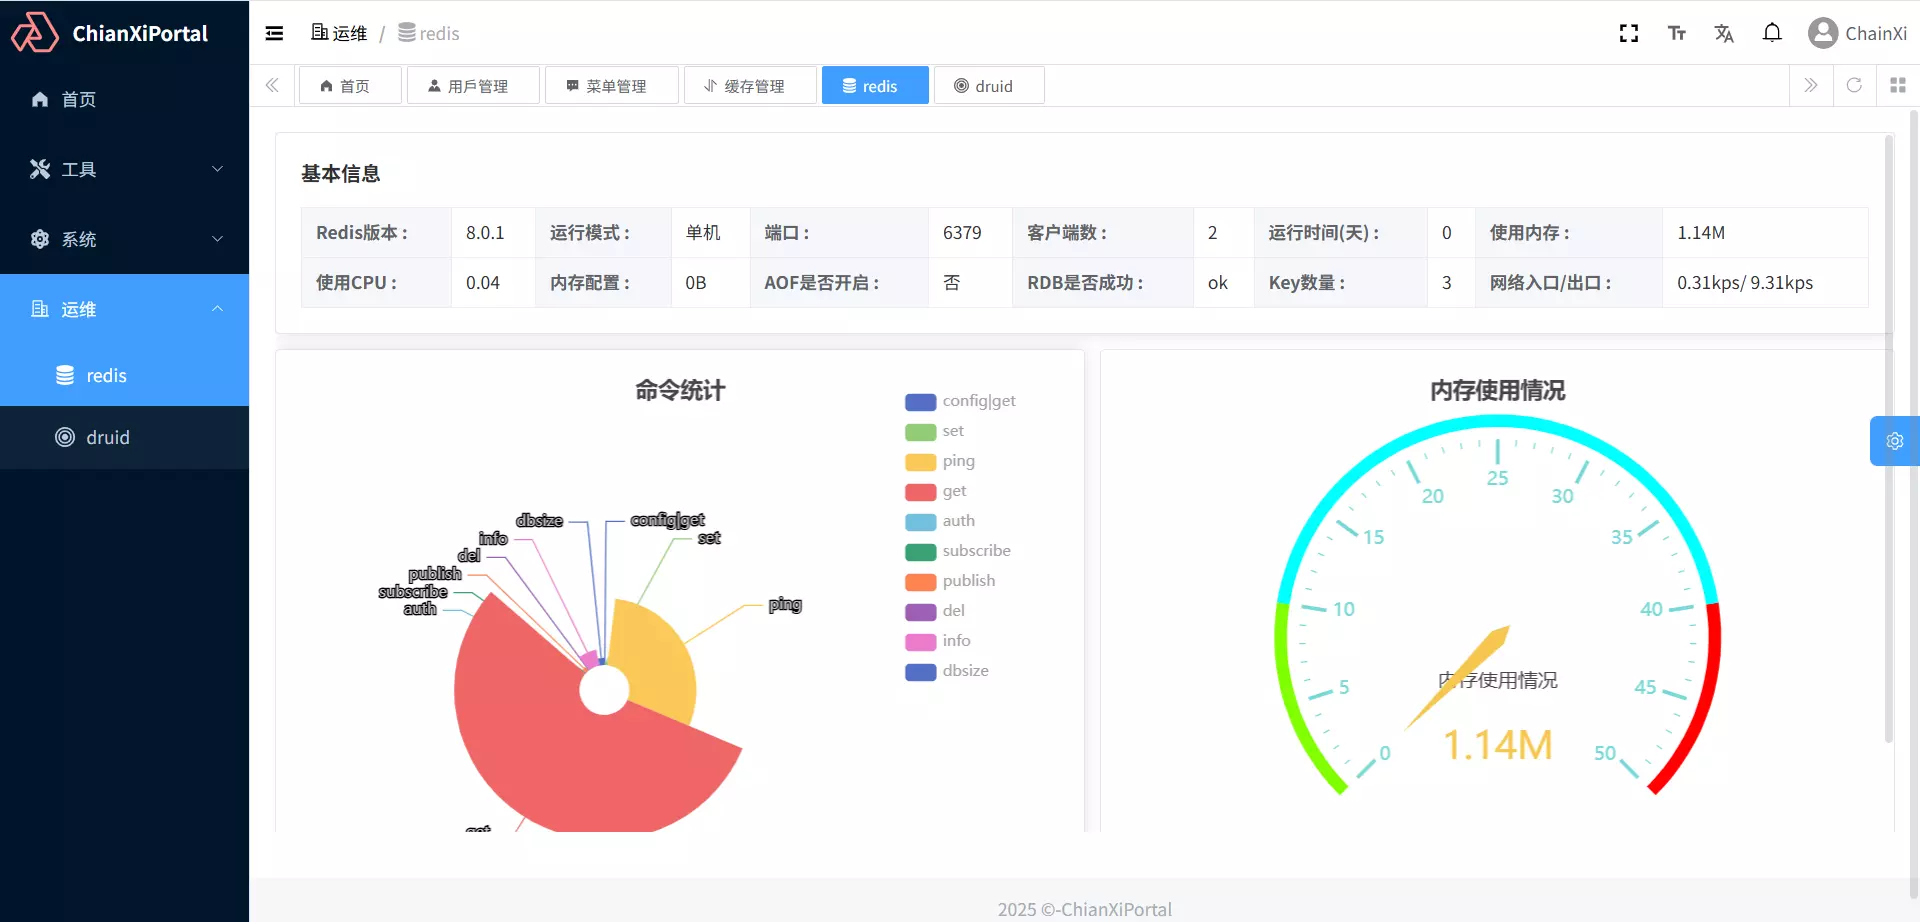 ChianXiPortal
首页
工具
系统
运维
redis
druid
运维 / redis
ChainXi
首页 用戶管理 菜单管理 缓存管理 redis druid
基本信息
Redis版本 : 8.0.1 运行模式 : 单机 端口 : 6379 客户端数 : 2 运行时间(天) : 0 使用内存 : 1.14M
使用CPU : 0.04 内存配置 : 0B AOF是否开启 : 否 RDB是否成功 : ok Key数量 : 3 网络入口/出口 : 0.31kps/ 9.31kps
命令统计
config|get
set
ping
get
auth
subscribe
publish
del
info
dbsize
dbsize
config|get
info
set
del
publish
subscribe
auth
ping
get
内存使用情况
0
5
10
15
20
25
30
35
40
45
50
内存使用情况
1.14M
2025 ©-ChianXiPortal